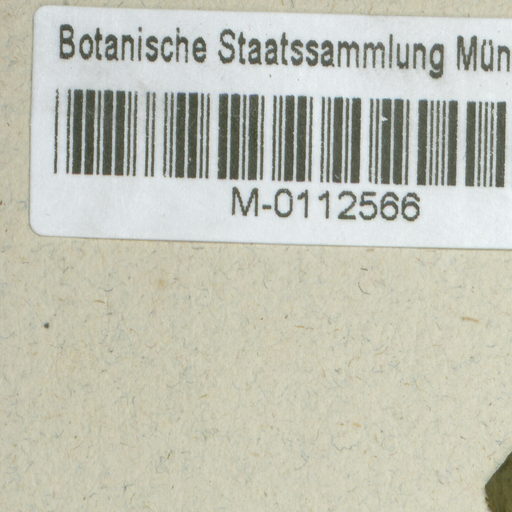 Botanische Staatssammlung Mün
M-0112566